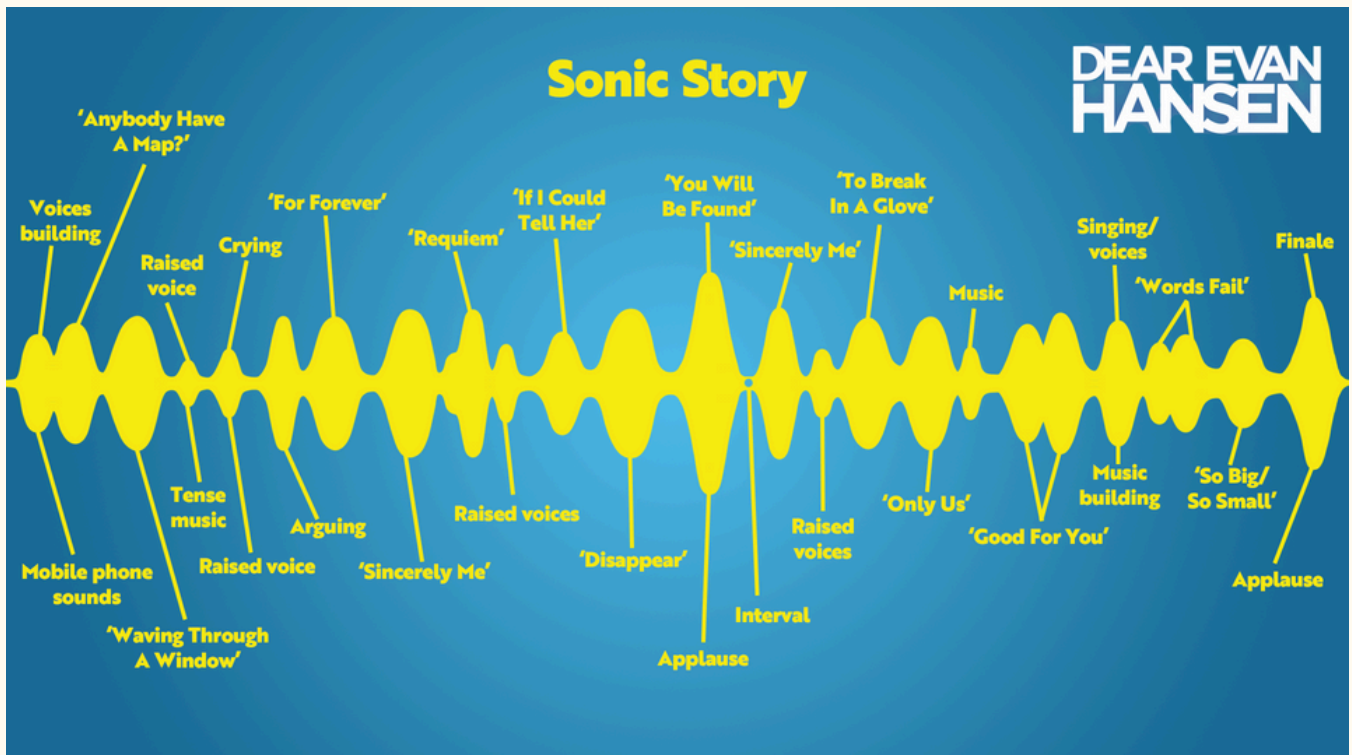 Sonic Story
DEAR EVAN
HANSEN
'Anybody Have
A Map?'
Voices
building
Raised
voice
Crying
'For Forever'
'Requiem'
'If I Could
Tell Her'
'You Will
Be Found'
'Sincerely Me'
'To Break
In A Glove'
Music
Singing/
voices
'Words Fail'
Finale
Mobile phone
sounds
'Waving Through
A Window'
Tense
music
Raised voice
Arguing
'Sincerely Me'
Raised voices
'Disappear'
Applause
Interval
Raised
voices
'Only Us'
'Good For You'
Music
building
'So Big/
So Small'
Applause